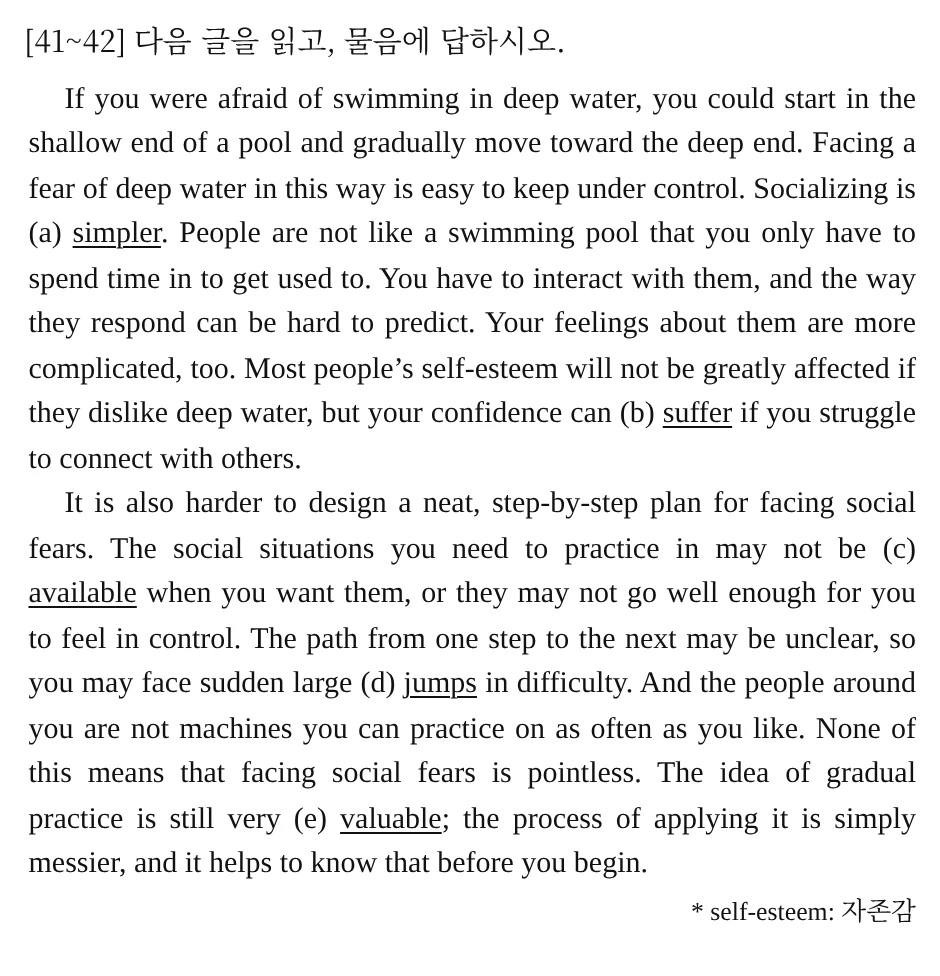 [41~42] 다음 글을 읽고, 물음에 답하시오.
If you were afraid of swimming in deep water, you could start in the
shallow end of a pool and gradually move toward the deep end. Facing a
fear of deep water in this way is easy to keep under control. Socializing is
(a) simpler. People are not like a swimming pool that you only have to
spend time in to get used to. You have to interact with them, and the way
they respond can be hard to predict. Your feelings about them are more
complicated, too. Most people’s self-esteem will not be greatly affected if
they dislike deep water, but your confidence can (b) suffer if you struggle
to connect with others.
It is also harder to design a neat, step-by-step plan for facing social
fears. The social situations you need to practice in may not be (c)
available when you want them, or they may not go well enough for you
to feel in control. The path from one step to the next may be unclear, so
you may face sudden large (d) jumps in difficulty. And the people around
you are not machines you can practice on as often as you like. None of
this means that facing social fears is pointless. The idea of gradual
practice is still very (e) valuable; the process of applying it is simply
messier, and it helps to know that before you begin.
* self-esteem: 자존감